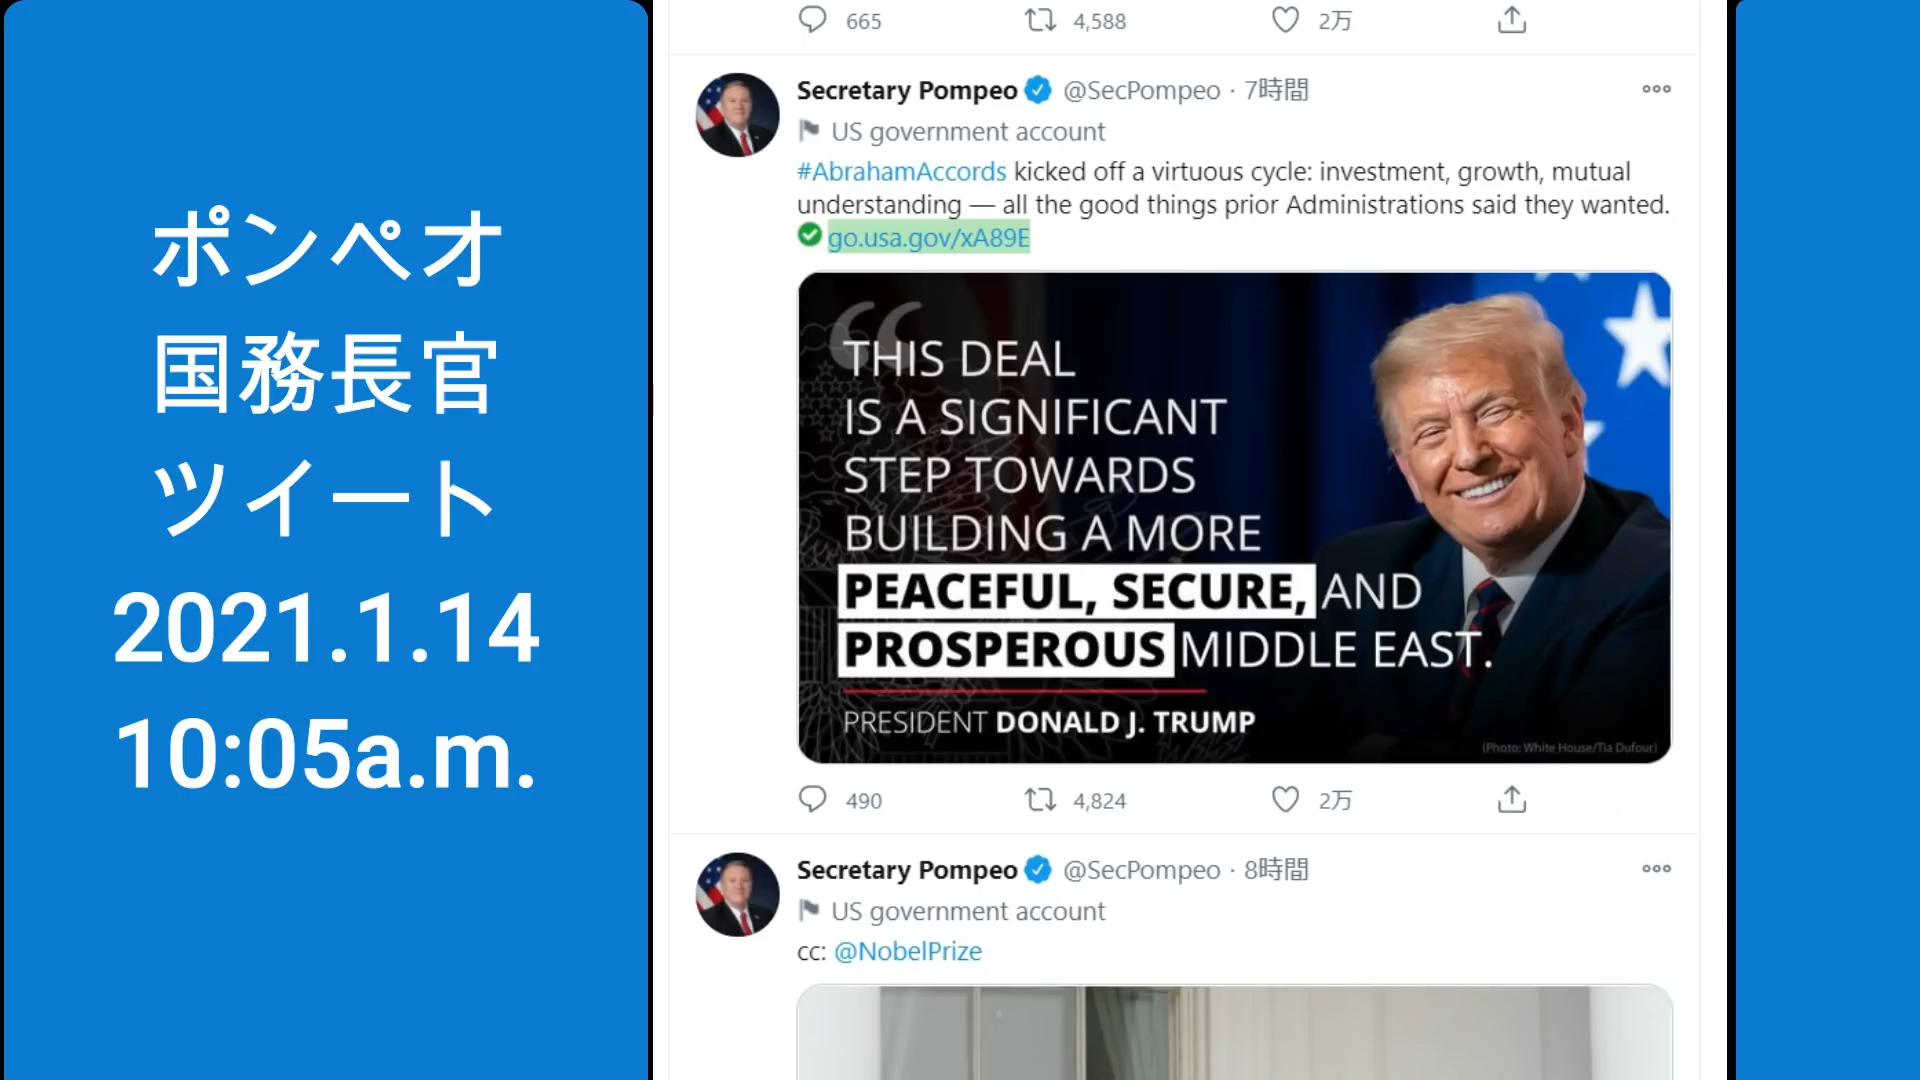 ポンペオ
国務長官
ツイート
2021.1.14
10:05a.m.
665 4,588 2万
Secretary Pompeo @SecPompeo · 7時間
US government account
#AbrahamAccords kicked off a virtuous cycle: investment, growth, mutual
understanding — all the good things prior Administrations said they wanted.
go.usa.gov/xA89E
THIS DEAL
IS A SIGNIFICANT
STEP TOWARDS
BUILDING A MORE
PEACEFUL, SECURE, AND
PROSPEROUS MIDDLE EAST.
PRESIDENT DONALD J. TRUMP
(Photo: White House/Tia Dufour)
490 4,824 2万
Secretary Pompeo @SecPompeo · 8時間
US government account
cc: @NobelPrize